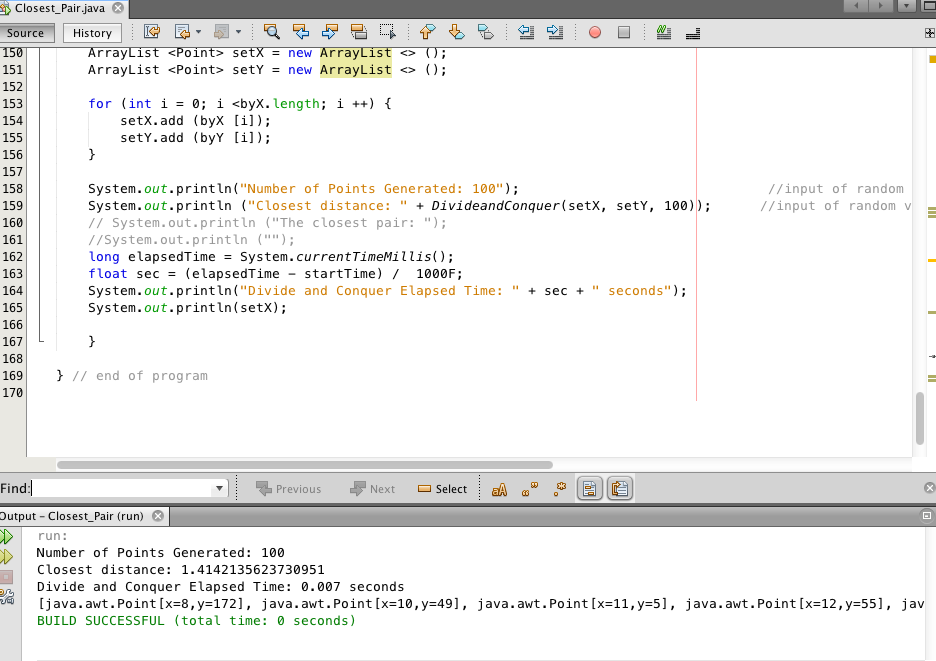 Closest_Pair.java
Source History
150 ArrayList <Point> setX = new ArrayList <> ();
151 ArrayList <Point> setY = new ArrayList <> ();
152
153 for (int i = 0; i <byX.length; i ++) {
154 setX.add (byX [i]);
155 setY.add (byY [i]);
156 }
157
158 System.out.println("Number of Points Generated: 100"); //input of random
159 System.out.println ("Closest distance: " + DivideandConquer(setX, setY, 100)); //input of random v
160 // System.out.println ("The closest pair: ");
161 //System.out.println ("");
162 long elapsedTime = System.currentTimeMillis();
163 float sec = (elapsedTime - startTime) / 1000F;
164 System.out.println("Divide and Conquer Elapsed Time: " + sec + " seconds");
165 System.out.println(setX);
166
167 }
168
169 } // end of program
170
Find: Previous Next Select aA
Output - Closest_Pair (run)
run:
Number of Points Generated: 100
Closest distance: 1.4142135623730951
Divide and Conquer Elapsed Time: 0.007 seconds
[java.awt.Point[x=8,y=172], java.awt.Point[x=10,y=49], java.awt.Point[x=11,y=5], java.awt.Point[x=12,y=55], jav
BUILD SUCCESSFUL (total time: 0 seconds)